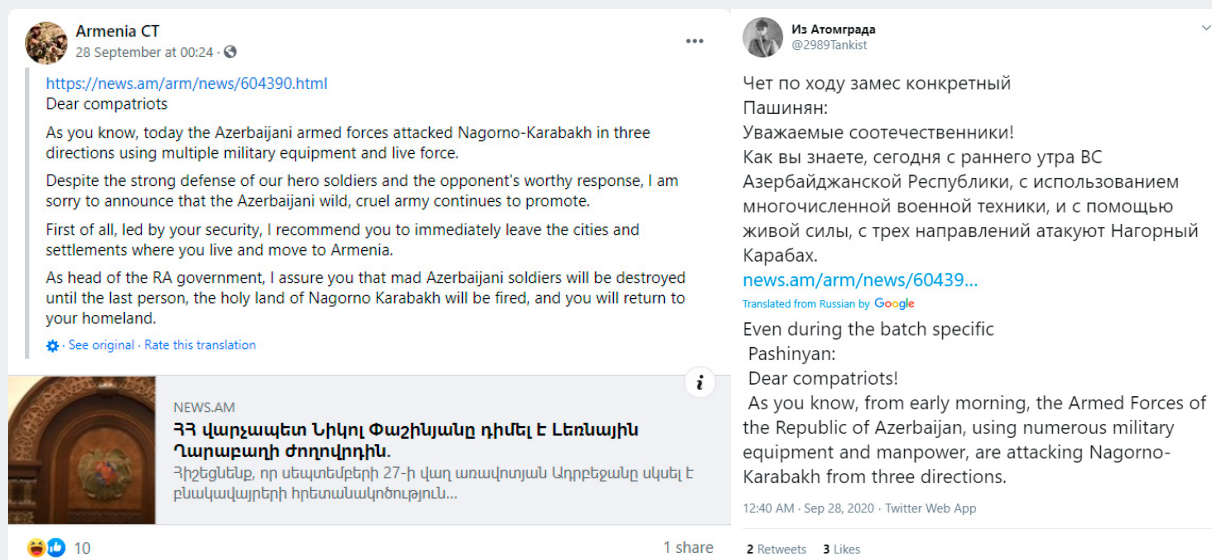 Armenia CT
28 September at 00:24 ·
https://news.am/arm/news/604390.html
Dear compatriots
As you know, today the Azerbaijani armed forces attacked Nagorno-Karabakh in three
directions using multiple military equipment and live force.
Despite the strong defense of our hero soldiers and the opponent's worthy response, I am
sorry to announce that the Azerbaijani wild, cruel army continues to promote.
First of all, led by your security, I recommend you to immediately leave the cities and
settlements where you live and move to Armenia.
As head of the RA government, I assure you that mad Azerbaijani soldiers will be destroyed
until the last person, the holy land of Nagorno Karabakh will be fired, and you will return to
your homeland.
· See original · Rate this translation
NEWS.AM
ՀՀ վարչապետ Նիկոլ Փաշինյանը դիմել է Լեռնային
Ղարաբաղի ժողովրդին.
Հիշեցնենք, որ սեպտեմբերի 27-ի վաղ առավոտյան Ադրբեջանը սկսել է
բնակավայրերի հրետանակոծություն...
10
1 share
Из Атомграда
@2989Tankist
Чет по ходу замес конкретный
Пашинян:
Уважаемые соотечественники!
Как вы знаете, сегодня с раннего утра ВС
Азербайджанской Республики, с использованием
многочисленной военной техники, и с помощью
живой силы, с трех направлений атакуют Нагорный
Карабах.
news.am/arm/news/60439...
Translated from Russian by Google
Even during the batch specific
Pashinyan:
Dear compatriots!
As you know, from early morning, the Armed Forces of
the Republic of Azerbaijan, using numerous military
equipment and manpower, are attacking Nagorno-
Karabakh from three directions.
12:40 AM · Sep 28, 2020 · Twitter Web App
2 Retweets 3 Likes